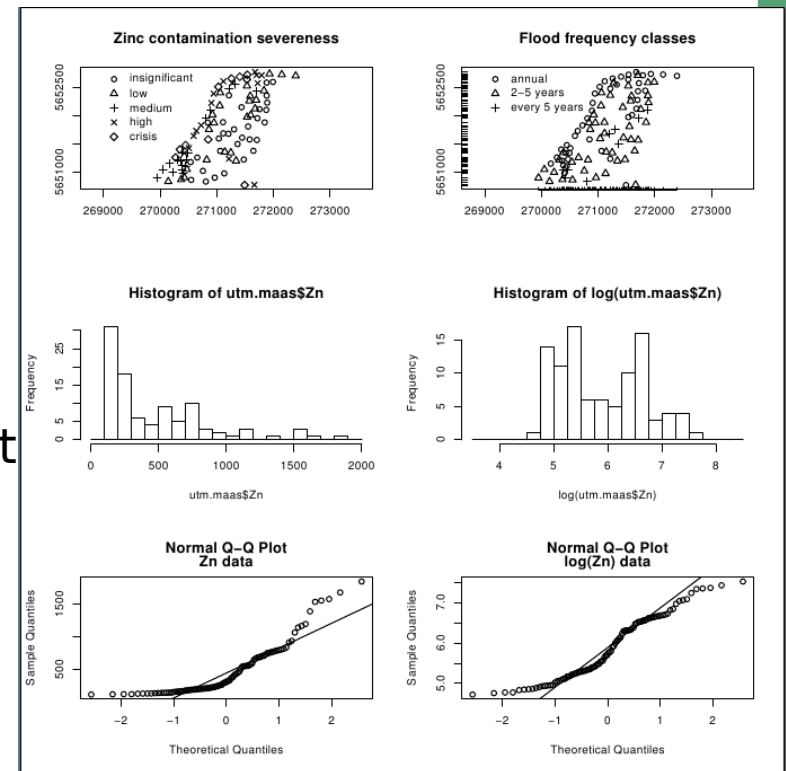 Zinc contamination severeness
insignificant
low
medium
high
crisis
5651000 5652500
269000 270000 271000 272000 273000
Flood frequency classes
annual
2−5 years
every 5 years
5651000 5652500
269000 270000 271000 272000 273000
Histogram of utm.maas$Zn
Frequency
0 5 15 25
0 500 1000 1500 2000
utm.maas$Zn
Histogram of log(utm.maas$Zn)
Frequency
0 5 10 15
4 5 6 7 8
log(utm.maas$Zn)
t
Normal Q−Q Plot
Zn data
Sample Quantiles
500 1500
−2 −1 0 1 2
Theoretical Quantiles
Normal Q−Q Plot
log(Zn) data
Sample Quantiles
5.0 6.0 7.0
−2 −1 0 1 2
Theoretical Quantiles